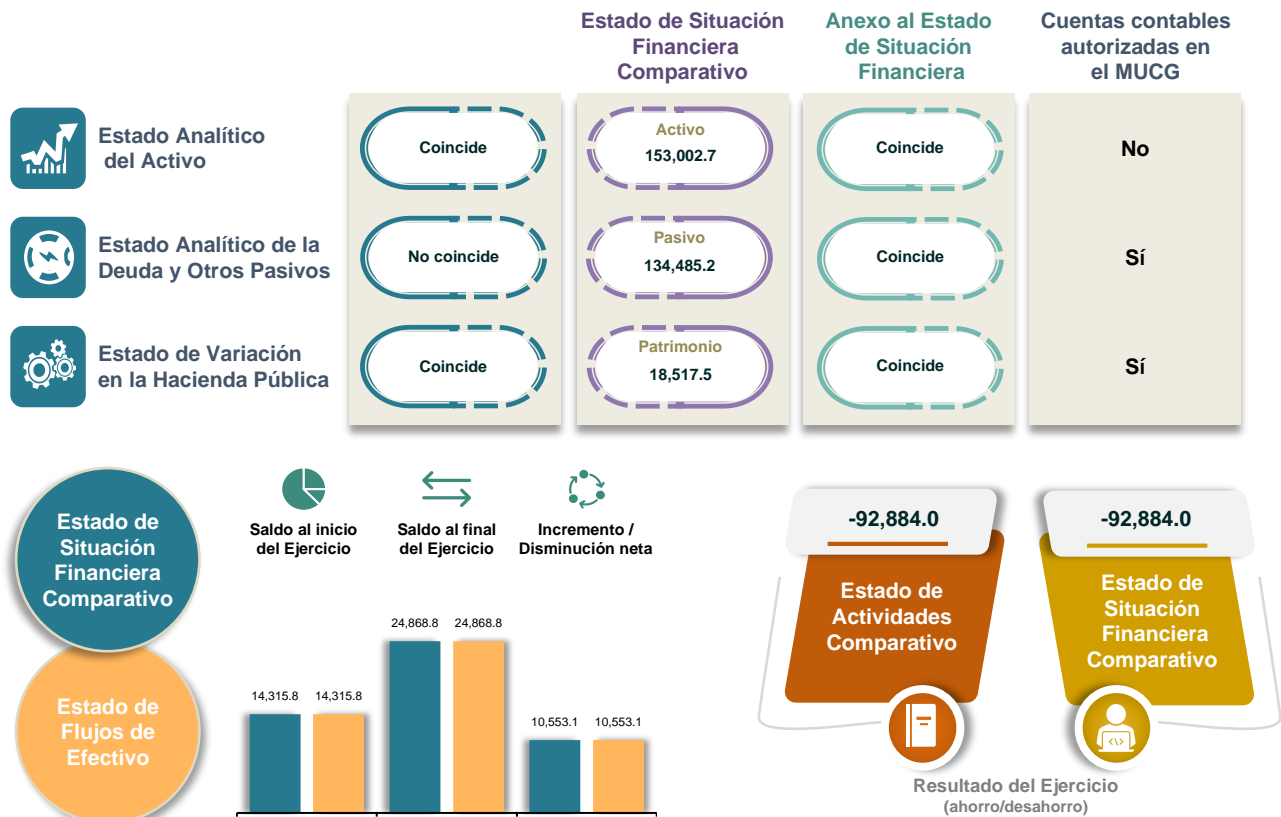 Estado de Situación
Financiera
Comparativo
Anexo al Estado
de Situación
Financiera
Cuentas contables
autorizadas en
el MUCG
Estado Analítico
del Activo
Coincide
Activo
153,002.7
Coincide
No
Estado Analítico de la
Deuda y Otros Pasivos
No coincide
Pasivo
134,485.2
Coincide
Sí
Estado de Variación
en la Hacienda Pública
Coincide
Patrimonio
18,517.5
Coincide
Sí
Estado de
Situación
Financiera
Comparativo
Estado de
Flujos de
Efectivo
Saldo al inicio
del Ejercicio
Saldo al final
del Ejercicio
Incremento /
Disminución neta
14,315.8 14,315.8
24,868.8 24,868.8
10,553.1 10,553.1
-92,884.0
Estado de
Actividades
Comparativo
-92,884.0
Estado de
Situación
Financiera
Comparativo
Resultado del Ejercicio
(ahorro/desahorro)